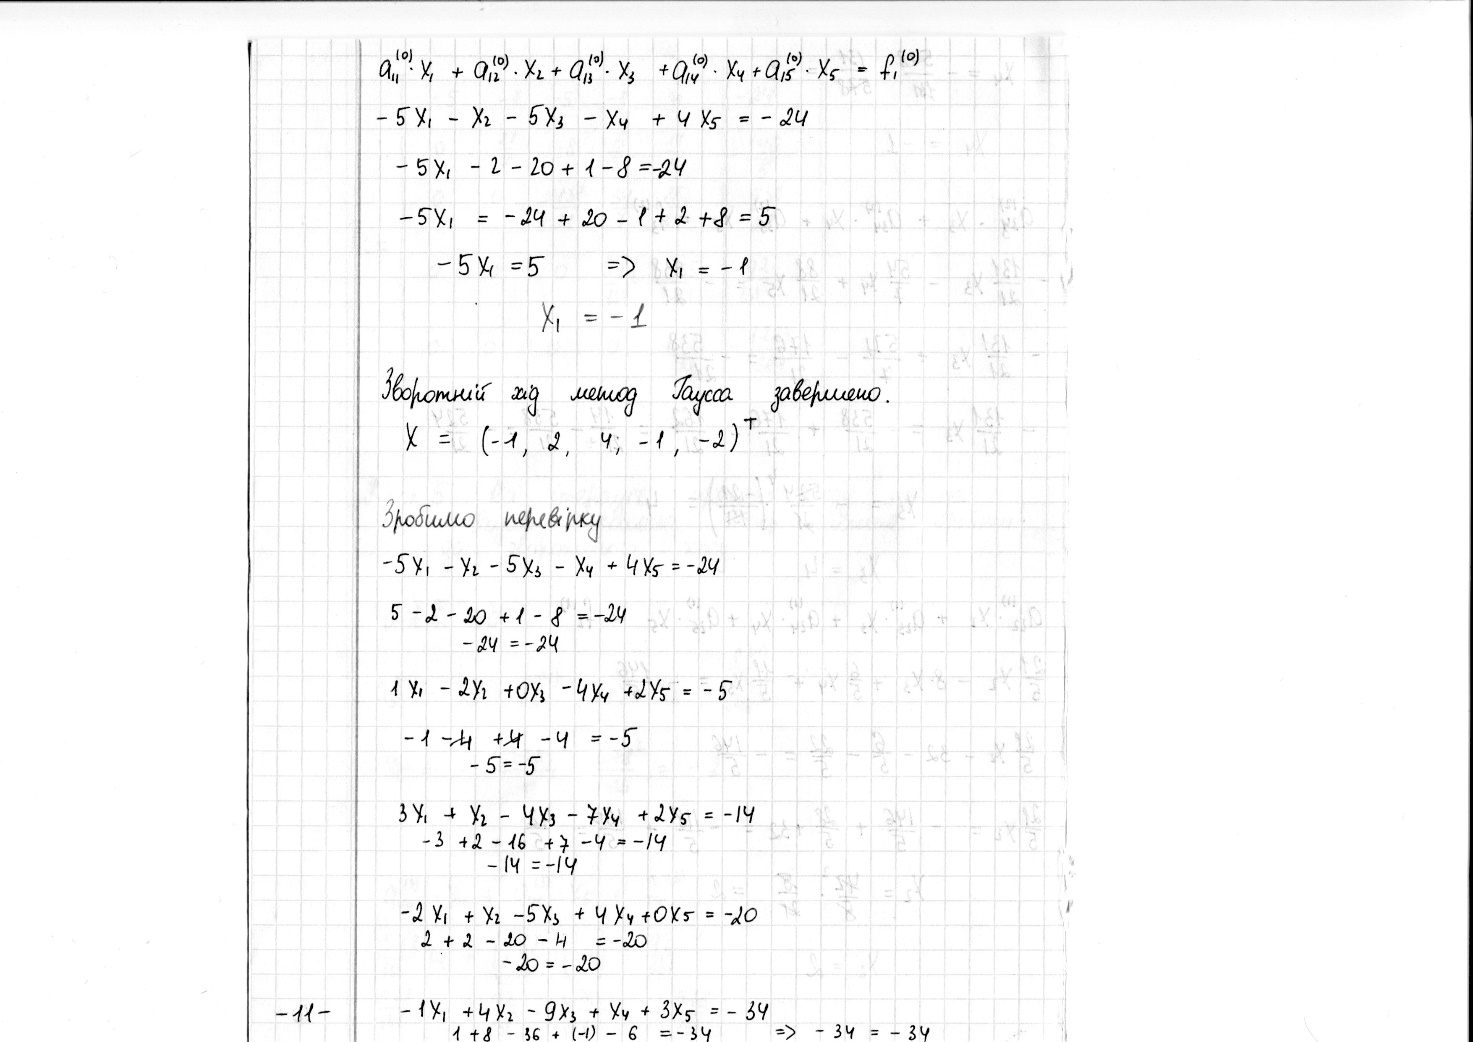 a₁₁⁽⁰⁾·x₁ + a₁₂⁽⁰⁾·x₂ + a₁₃⁽⁰⁾·x₃ + a₁₄⁽⁰⁾·x₄ + a₁₅⁽⁰⁾·x₅ = f₁⁽⁰⁾
-5x₁ - x₂ - 5x₃ - x₄ + 4x₅ = -24
-5x₁ - 2 - 20 + 1 - 8 = -24
-5x₁ = -24 + 20 - 1 + 2 + 8 = 5
-5x₁ = 5 => x₁ = -1
x₁ = -1
Зворотній хід метод Гаусса завершено.
X = (-1, 2, 4; -1, -2)ᵀ
Зробимо перевірку
-5x₁ - x₂ - 5x₃ - x₄ + 4x₅ = -24
5 - 2 - 20 + 1 - 8 = -24
-24 = -24
1x₁ - 2x₂ + 0x₃ - 4x₄ + 2x₅ = -5
-1 - 4 + 4 - 4 = -5
-5 = -5
3x₁ + x₂ - 4x₃ - 7x₄ + 2x₅ = -14
-3 + 2 - 16 + 7 - 4 = -14
-14 = -14
-2x₁ + x₂ - 5x₃ + 4x₄ + 0x₅ = -20
2 + 2 - 20 - 4 = -20
-20 = -20
-11- -1x₁ + 4x₂ - 9x₃ + x₄ + 3x₅ = -34
1 + 8 - 36 + (-1) - 6 = -34 => -34 = -34